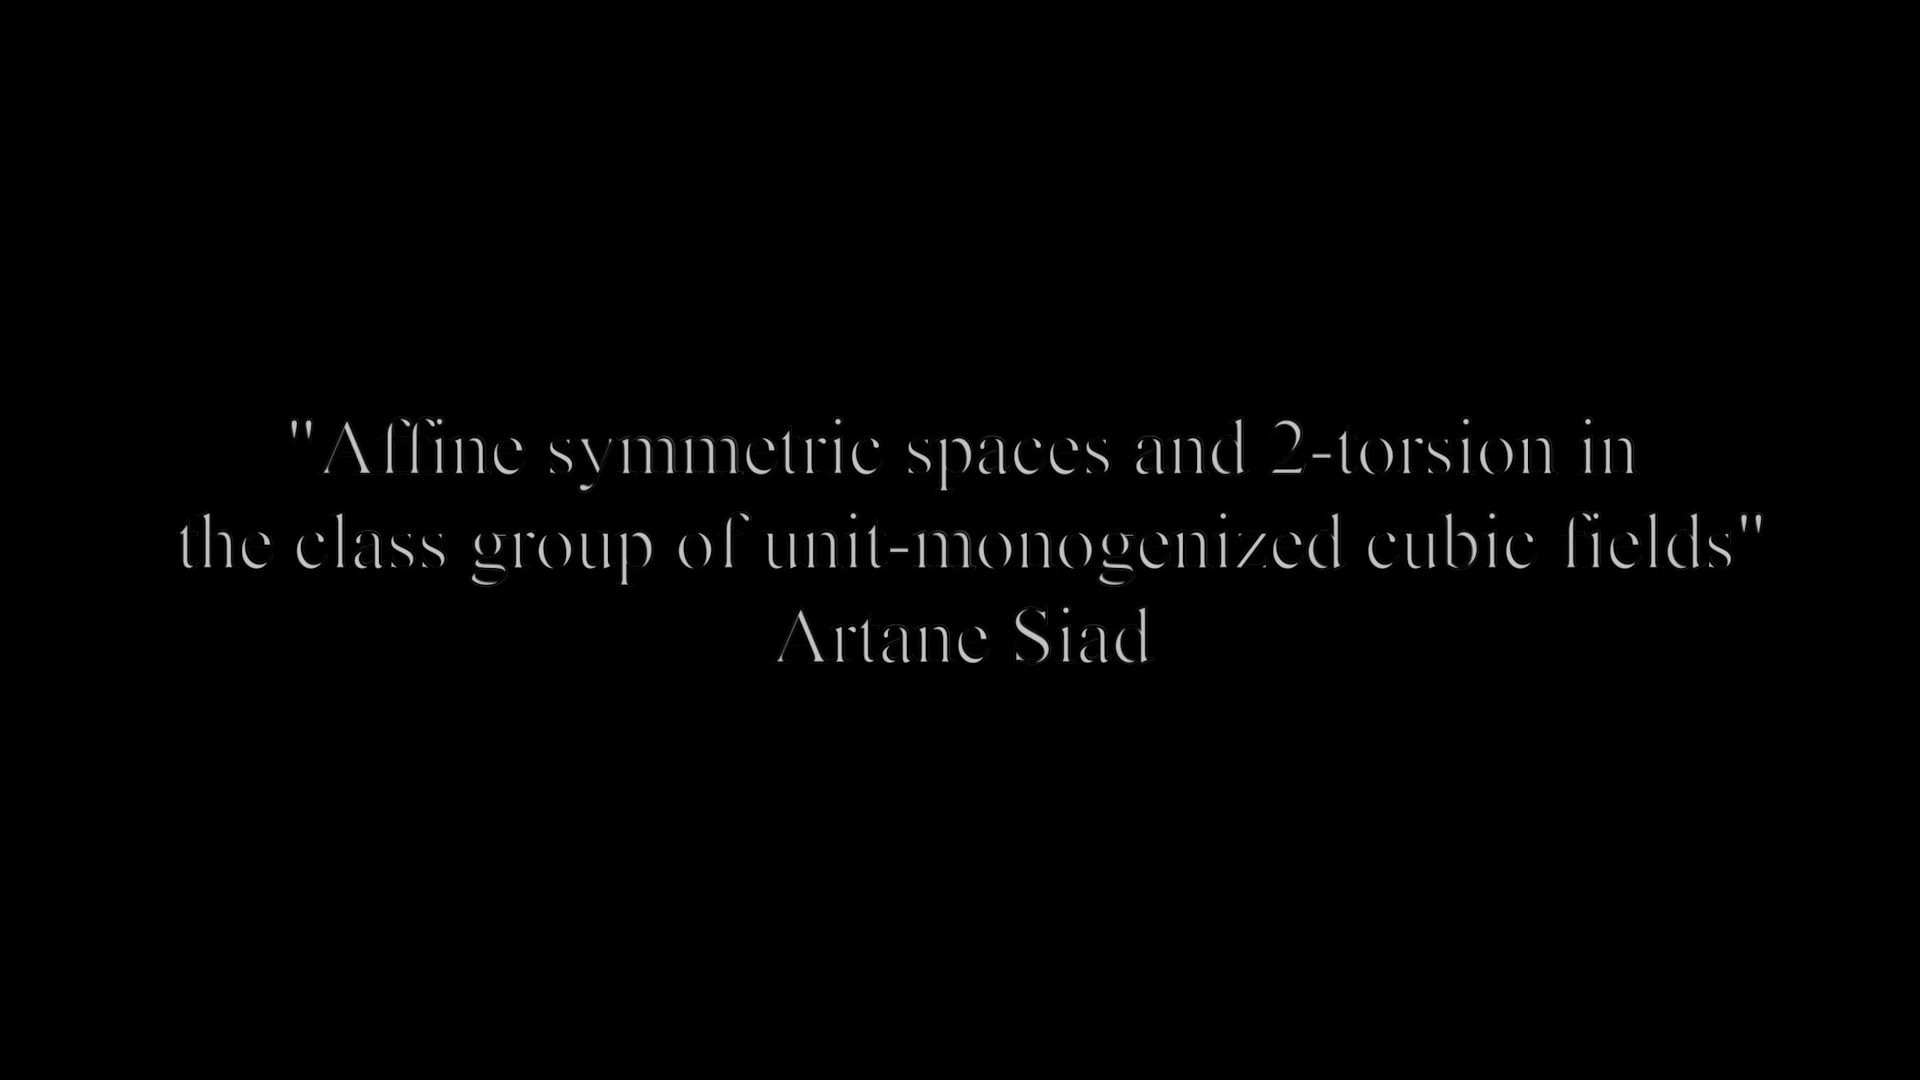 "Affine symmetric spaces and 2-torsion in
the class group of unit-monogenized cubic fields"
Artane Siad